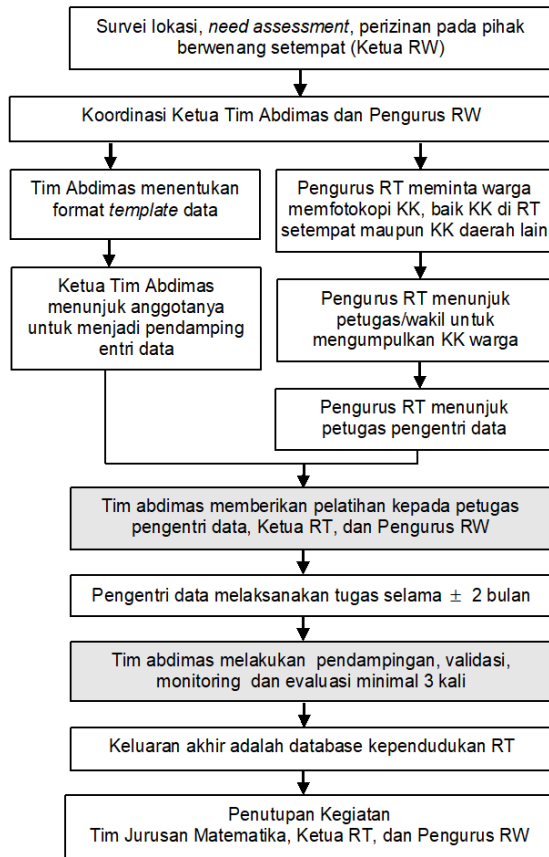 Survei lokasi, need assessment, perizinan pada pihak
berwenang setempat (Ketua RW)
Koordinasi Ketua Tim Abdimas dan Pengurus RW
Tim Abdimas menentukan
format template data
Ketua Tim Abdimas
menunjuk anggotanya
untuk menjadi pendamping
entri data
Pengurus RT meminta warga
memfotokopi KK, baik KK di RT
setempat maupun KK daerah lain
Pengurus RT menunjuk
petugas/wakil untuk
mengumpulkan KK warga
Pengurus RT menunjuk
petugas pengentri data
Tim abdimas memberikan pelatihan kepada petugas
pengentri data, Ketua RT, dan Pengurus RW
Pengentri data melaksanakan tugas selama ± 2 bulan
Tim abdimas melakukan pendampingan, validasi,
monitoring dan evaluasi minimal 3 kali
Keluaran akhir adalah database kependudukan RT
Penutupan Kegiatan
Tim Jurusan Matematika, Ketua RT, dan Pengurus RW